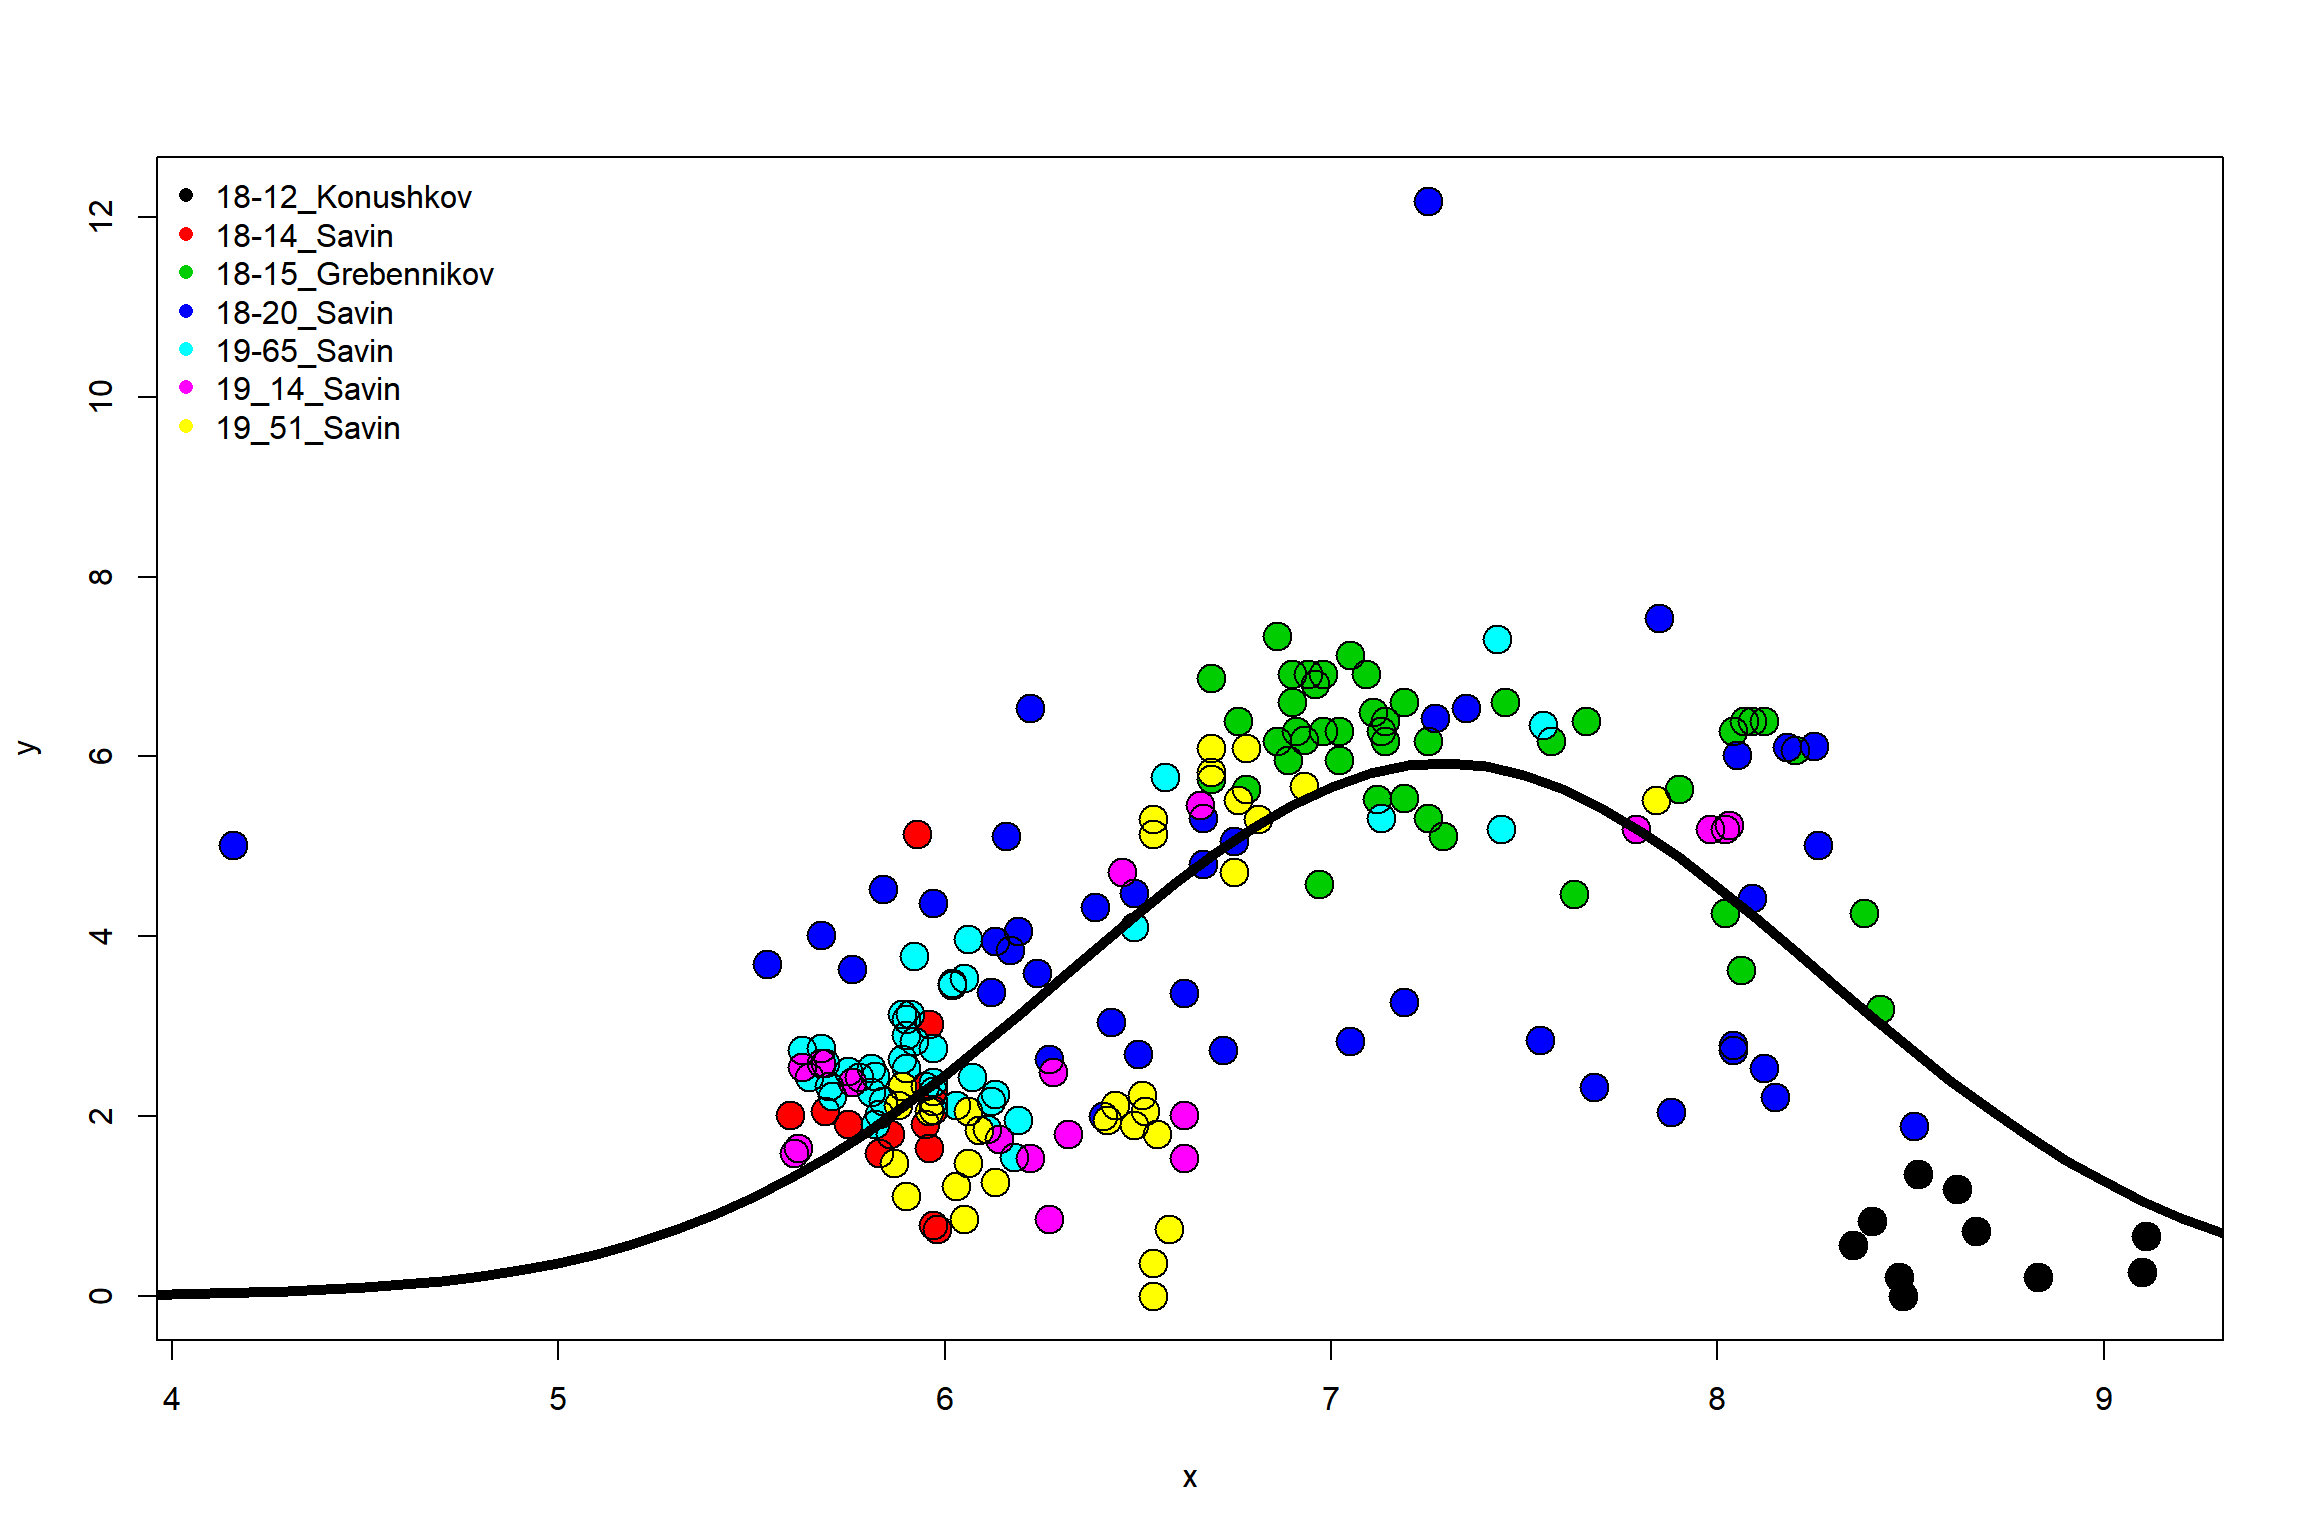 18-12_Konushkov
18-14_Savin
18-15_Grebennikov
18-20_Savin
19-65_Savin
19_14_Savin
19_51_Savin
12
10
8
6
4
2
0
y
4 5 6 7 8 9
x